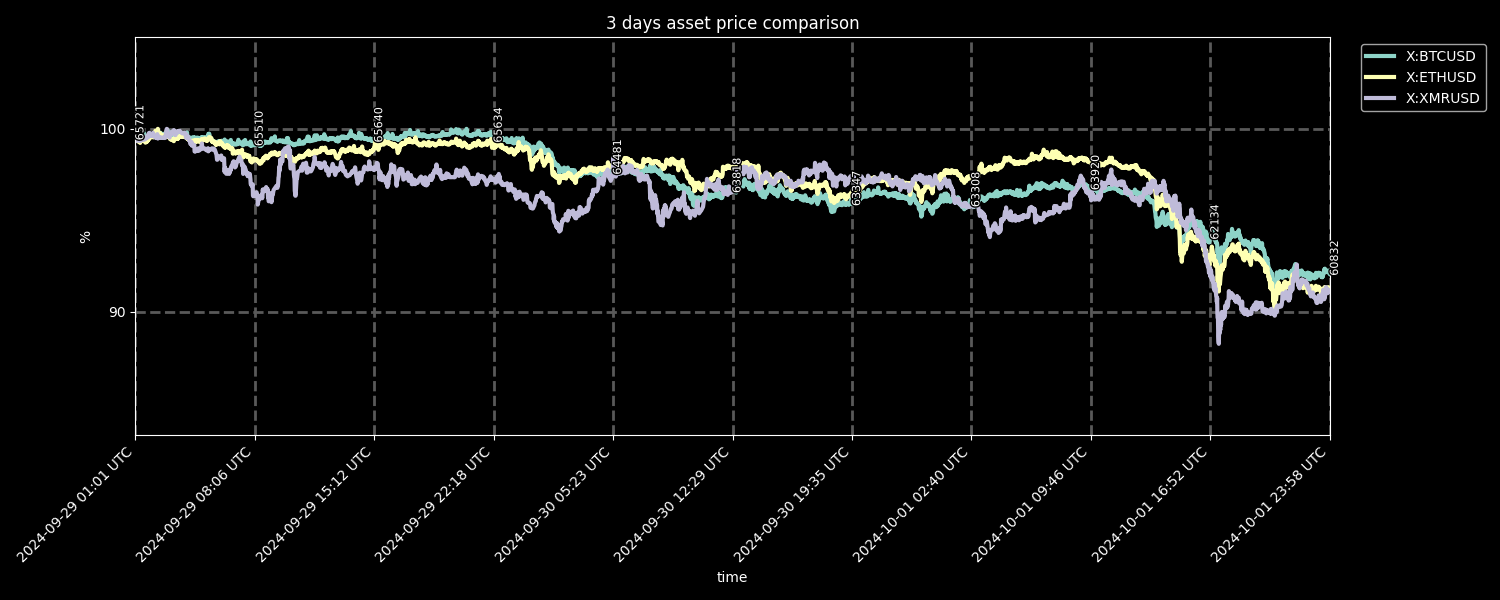 3 days asset price comparison
X:BTCUSD
X:ETHUSD
X:XMRUSD
100
90
%
65721
65510
65640
65634
64481
63818
63347
63308
63920
62134
60832
2024-09-29 01:01 UTC
2024-09-29 08:06 UTC
2024-09-29 15:12 UTC
2024-09-29 22:18 UTC
2024-09-30 05:23 UTC
2024-09-30 12:29 UTC
2024-09-30 19:35 UTC
2024-10-01 02:40 UTC
2024-10-01 09:46 UTC
2024-10-01 16:52 UTC
2024-10-01 23:58 UTC
time